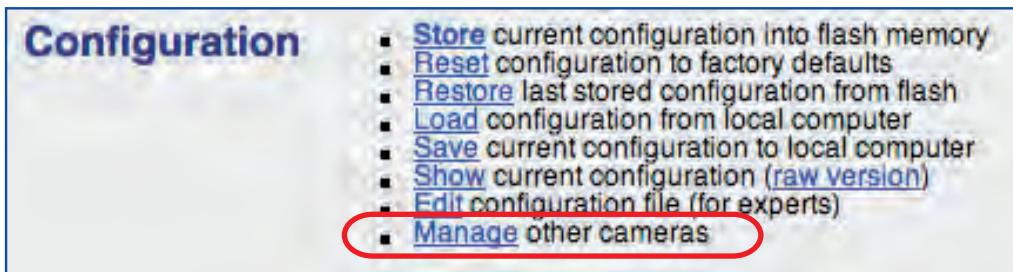 Configuration
Store current configuration into flash memory
Reset configuration to factory defaults
Restore last stored configuration from flash
Load configuration from local computer
Save current configuration to local computer
Show current configuration (raw version)
Edit configuration file (for experts)
Manage other cameras